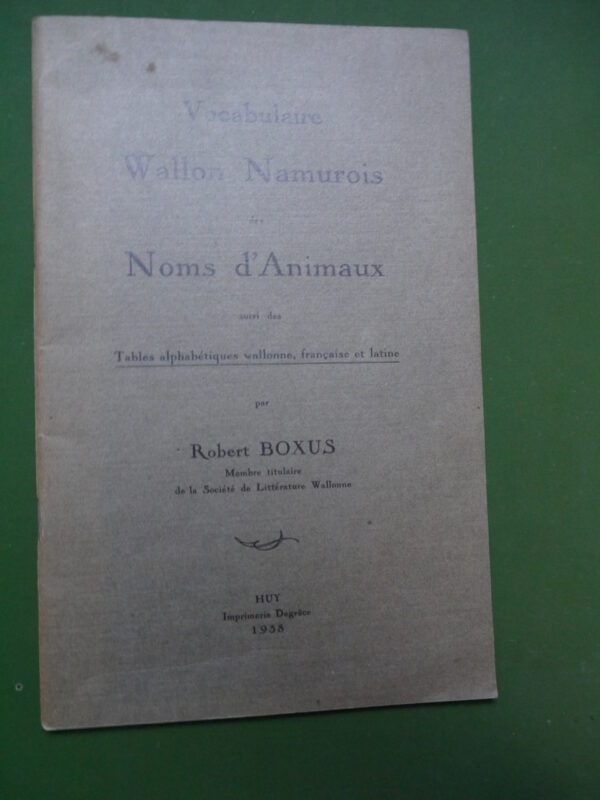 Vocabulaire
Wallon Namurois
des
Noms d'Animaux
suivi des
Tables alphabétiques wallonne, française et latine
par
Robert BOXUS
Membre titulaire
de la Société de Littérature Wallonne
HUY
Imprimerie Degrâce
1938